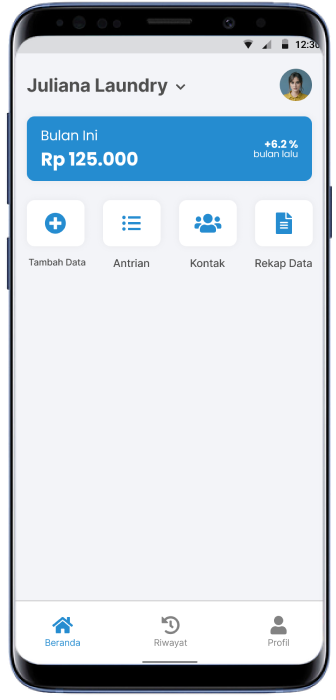 12:30
Juliana Laundry
Bulan Ini
Rp 125.000
+6.2 %
bulan lalu
Tambah Data
Antrian
Kontak
Rekap Data
Beranda
Riwayat
Profil